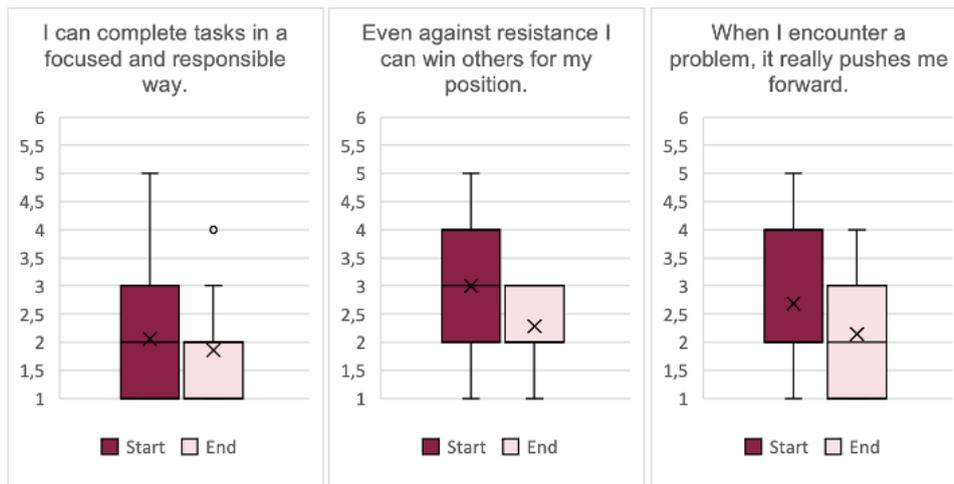 I can complete tasks in a
focused and responsible
way.
6
5,5
5
4,5
4
3,5
3
2,5
2
1,5
1
Start End
Even against resistance I
can win others for my
position.
6
5,5
5
4,5
4
3,5
3
2,5
2
1,5
1
Start End
When I encounter a
problem, it really pushes me
forward.
6
5,5
5
4,5
4
3,5
3
2,5
2
1,5
1
Start End